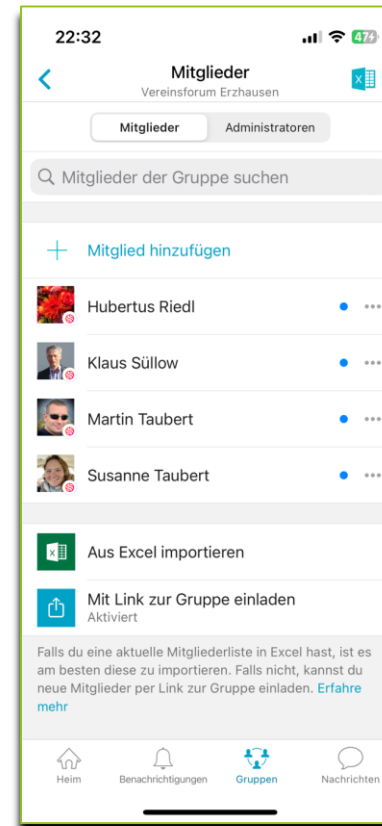 22:32
47
Mitglieder
Vereinsforum Erzhausen
Mitglieder Administratoren
Mitglieder der Gruppe suchen
Mitglied hinzufügen
Hubertus Riedl
Klaus Süllow
Martin Taubert
Susanne Taubert
Aus Excel importieren
Mit Link zur Gruppe einladen
Aktiviert
Falls du eine aktuelle Mitgliederliste in Excel hast, ist es
am besten diese zu importieren. Falls nicht, kannst du
neue Mitglieder per Link zur Gruppe einladen. Erfahre
mehr
Heim Benachrichtigungen Gruppen Nachrichten